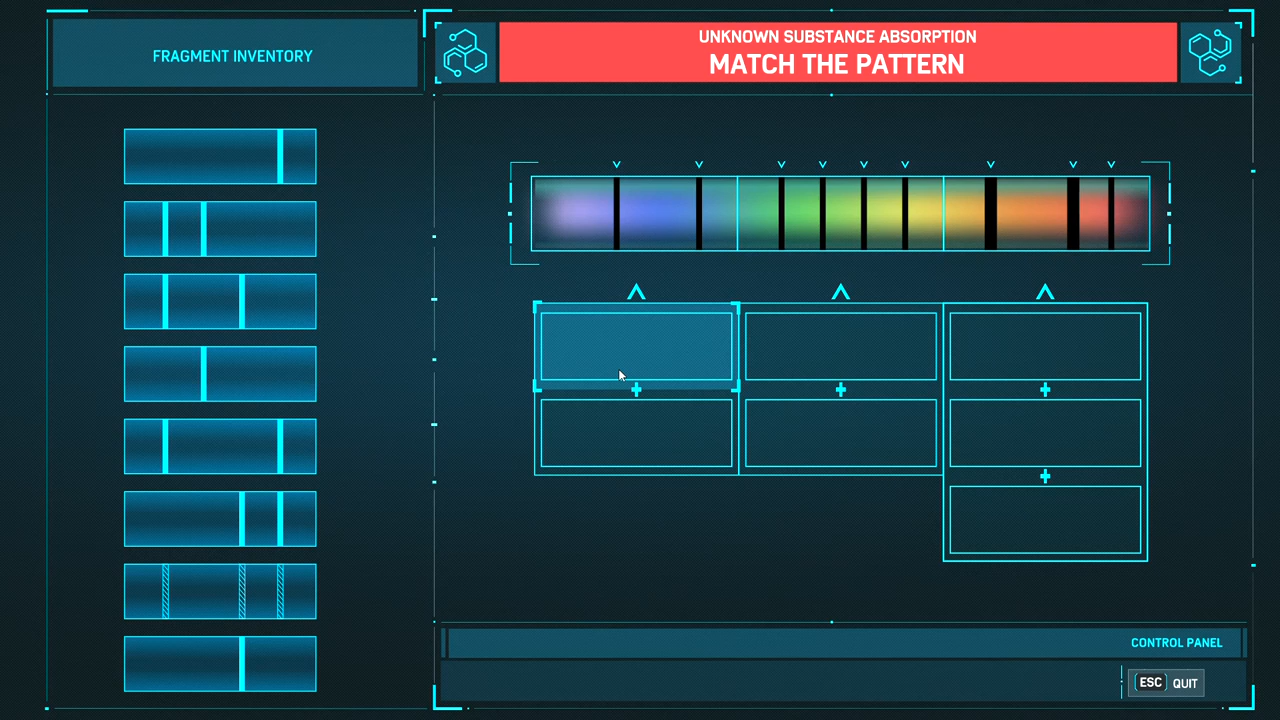 FRAGMENT INVENTORY
UNKNOWN SUBSTANCE ABSORPTION
MATCH THE PATTERN
CONTROL PANEL
ESC QUIT